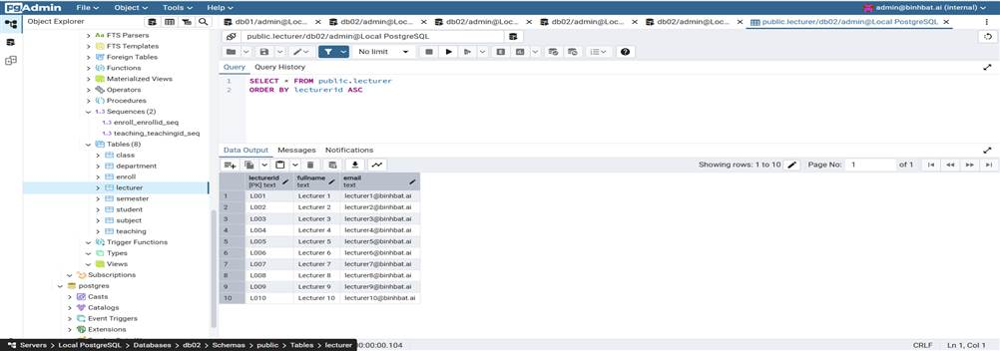 pgAdmin File Object Tools Help admin@binhbat.ai (internal)
Object Explorer db01/admin@Loc... db02/admin@Loc... db02/admin@Loc... db02/admin@Loc... db02/admin@Loc... public.lecturer/db02/admin@Local PostgreSQL
public.lecturer/db02/admin@Local PostgreSQL
No limit
Query Query History
1 SELECT * FROM public.lecturer
2 ORDER BY lecturerid ASC
FTS Parsers
FTS Templates
Foreign Tables
Functions
Materialized Views
Operators
Procedures
1..3 Sequences (2)
1..3 enroll_enrollid_seq
1..3 teaching_teachingid_seq
Tables (8)
class
department
enroll
lecturer
semester
student
subject
teaching
Trigger Functions
Types
Views
Subscriptions
postgres
Casts
Catalogs
Event Triggers
Extensions
Data Output Messages Notifications
Showing rows: 1 to 10 Page No: 1 of 1
lecturerid fullname email
[PK] text text text
1 L001 Lecturer 1 lecturer1@binhbat.ai
2 L002 Lecturer 2 lecturer2@binhbat.ai
3 L003 Lecturer 3 lecturer3@binhbat.ai
4 L004 Lecturer 4 lecturer4@binhbat.ai
5 L005 Lecturer 5 lecturer5@binhbat.ai
6 L006 Lecturer 6 lecturer6@binhbat.ai
7 L007 Lecturer 7 lecturer7@binhbat.ai
8 L008 Lecturer 8 lecturer8@binhbat.ai
9 L009 Lecturer 9 lecturer9@binhbat.ai
10 L010 Lecturer 10 lecturer10@binhbat.ai
Servers > Local PostgreSQL > Databases > db02 > Schemas > public > Tables > lecturer 00:00:00.104 CRLF Ln 1, Col 1